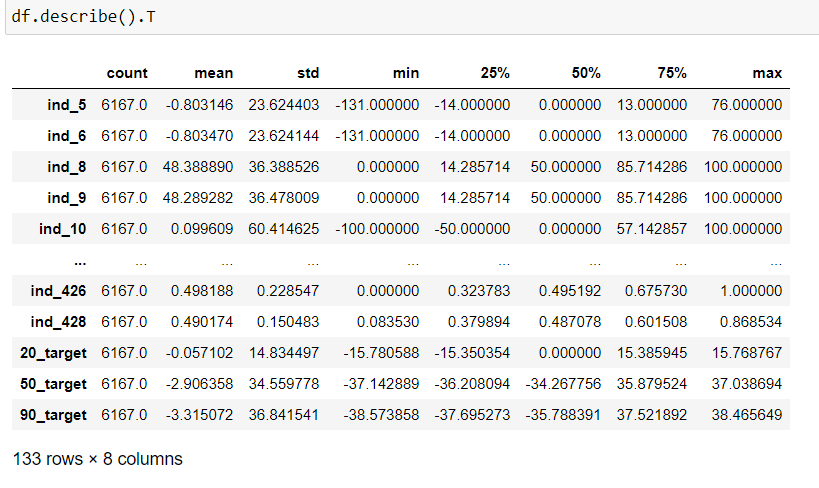 df.describe().T
count mean std min 25% 50% 75% max
ind_5 6167.0 -0.803146 23.624403 -131.000000 -14.000000 0.000000 13.000000 76.000000
ind_6 6167.0 -0.803470 23.624144 -131.000000 -14.000000 0.000000 13.000000 76.000000
ind_8 6167.0 48.388890 36.388526 0.000000 14.285714 50.000000 85.714286 100.000000
ind_9 6167.0 48.289282 36.478009 0.000000 14.285714 50.000000 85.714286 100.000000
ind_10 6167.0 0.099609 60.414625 -100.000000 -50.000000 0.000000 57.142857 100.000000
... ... ... ... ... ... ... ... ...
ind_426 6167.0 0.498188 0.228547 0.000000 0.323783 0.495192 0.675730 1.000000
ind_428 6167.0 0.490174 0.150483 0.083530 0.379894 0.487078 0.601508 0.868534
20_target 6167.0 -0.057102 14.834497 -15.780588 -15.350354 0.000000 15.385945 15.768767
50_target 6167.0 -2.906358 34.559778 -37.142889 -36.208094 -34.267756 35.879524 37.038694
90_target 6167.0 -3.315072 36.841541 -38.573858 -37.695273 -35.788391 37.521892 38.465649
133 rows × 8 columns